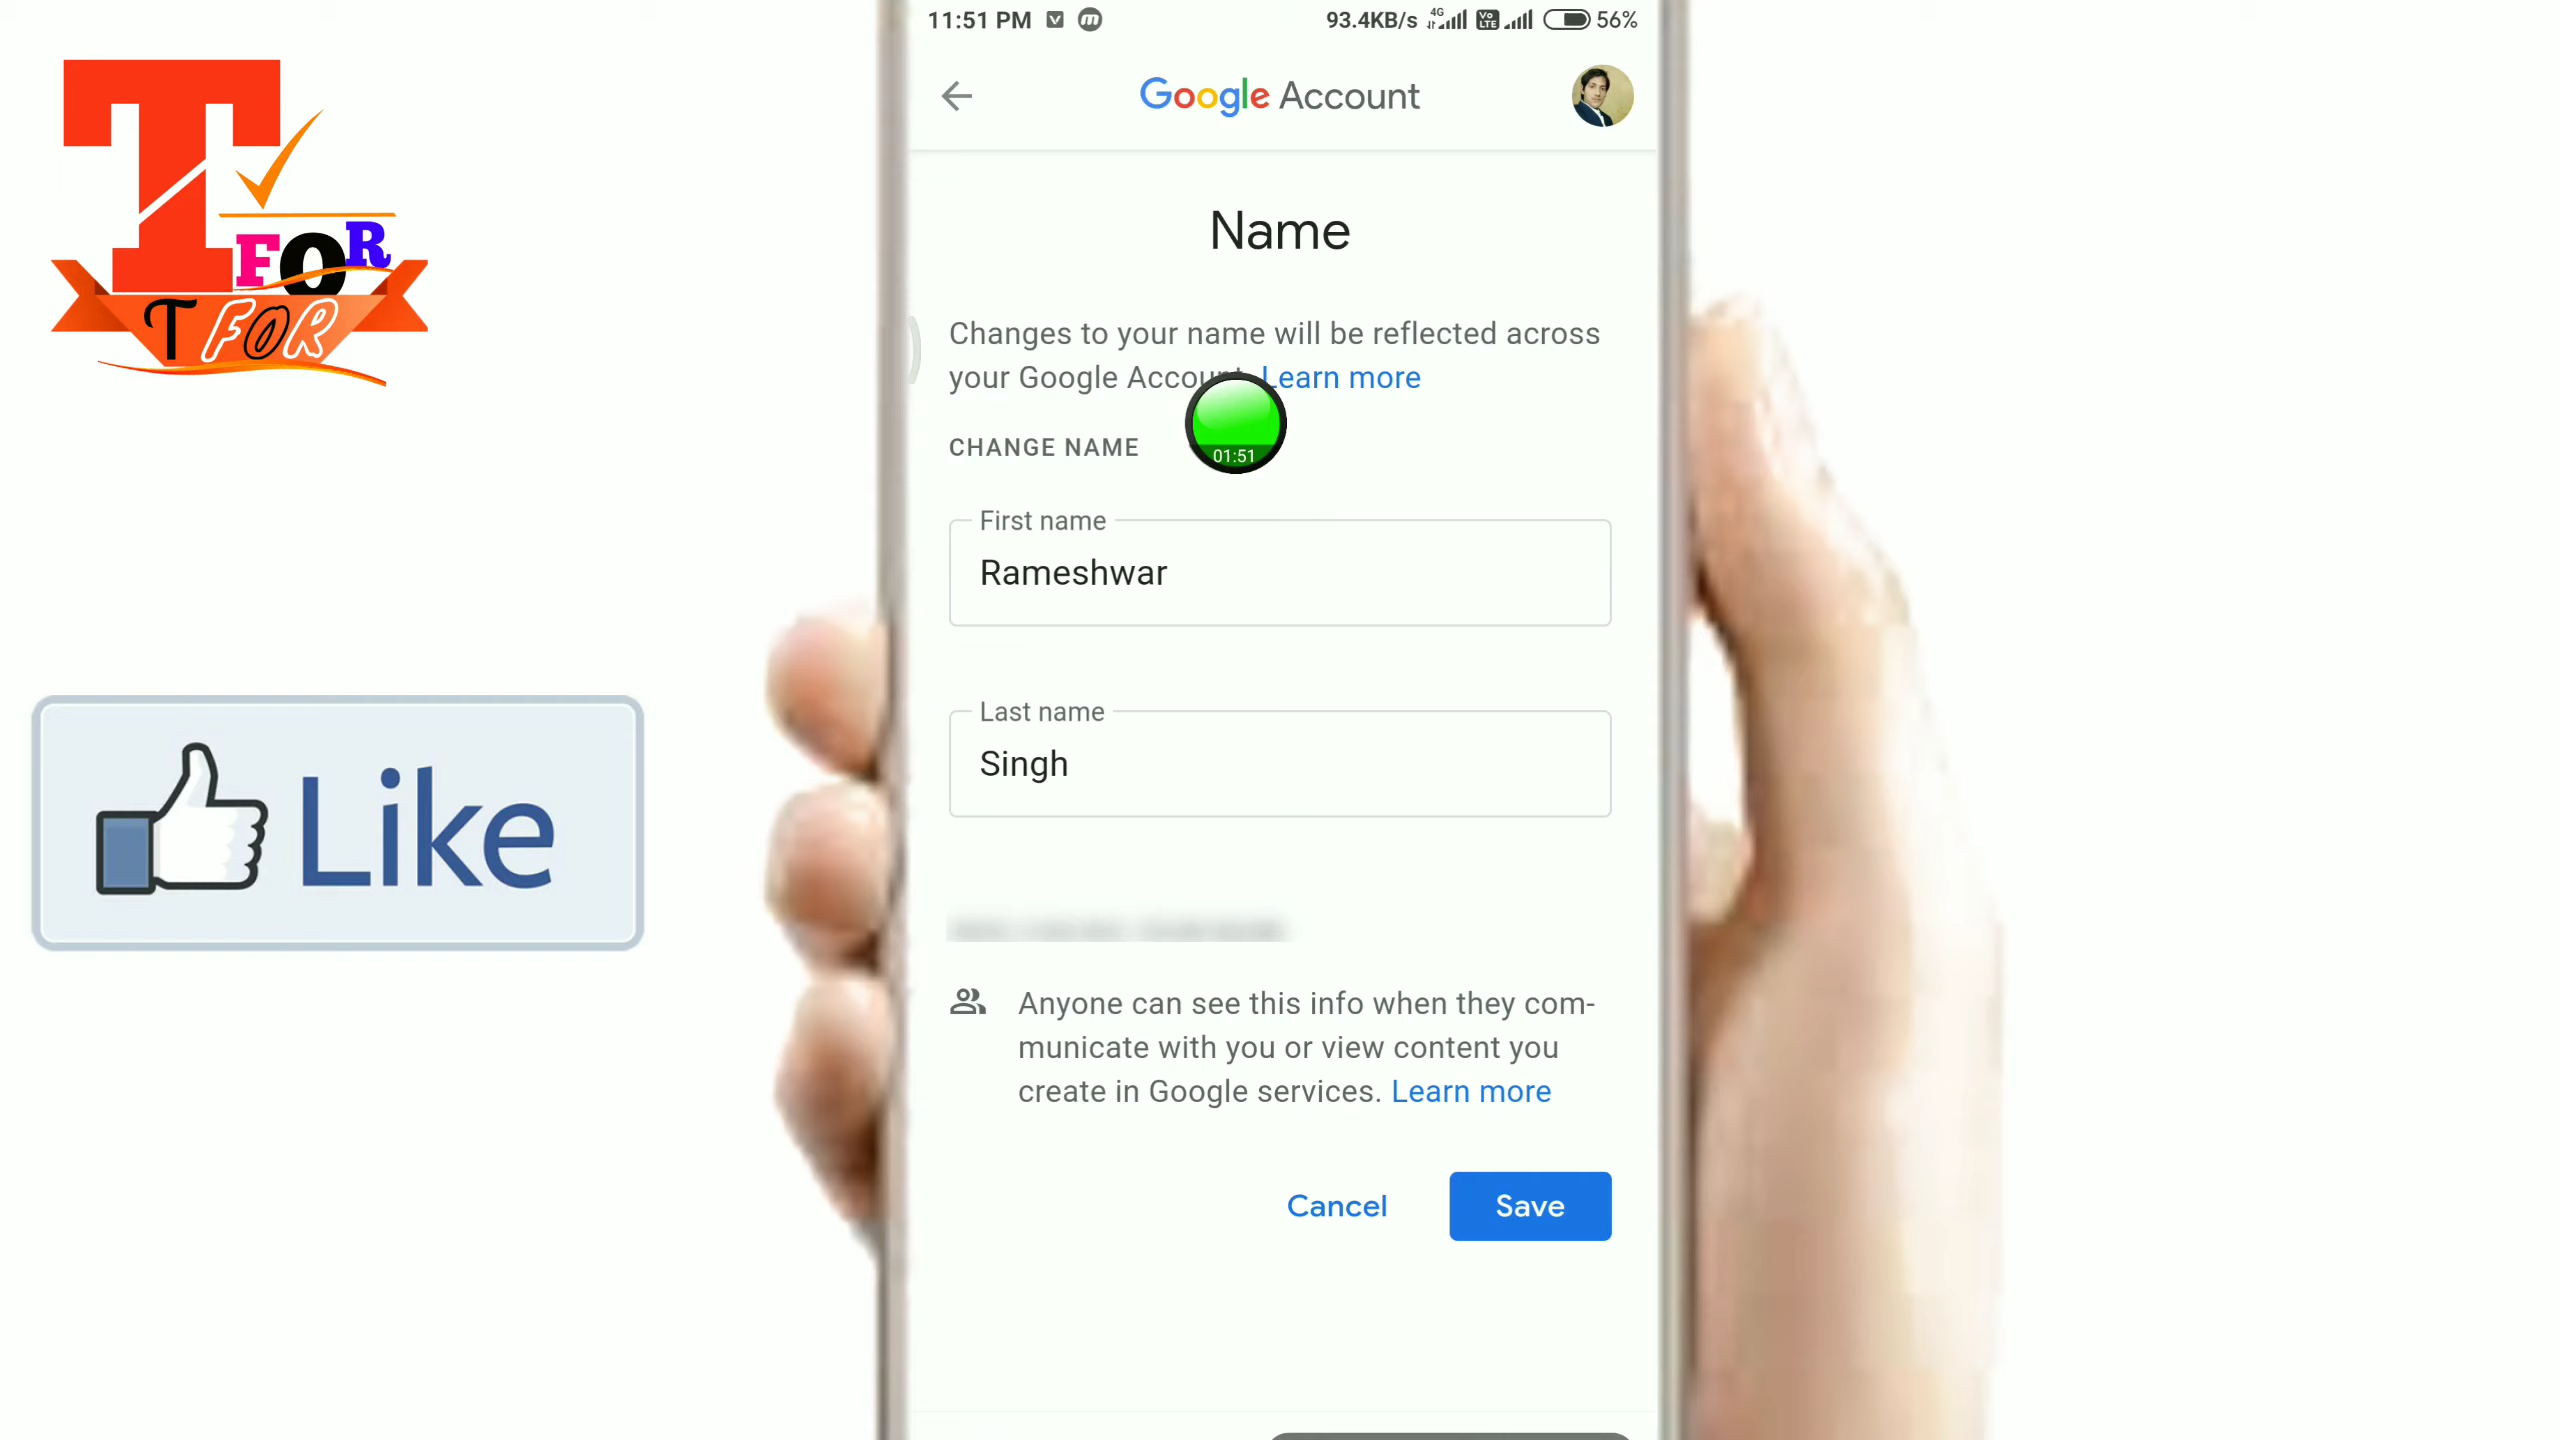 11:51 PM
93.4KB/s
4G
Vo
LTE
56%
Google Account
T
FOR
T FOR
Name
Changes to your name will be reflected across
your Google Account. Learn more
CHANGE NAME
01:51
First name
Rameshwar
Last name
Singh
Like
Anyone can see this info when they com-
municate with you or view content you
create in Google services. Learn more
Cancel
Save